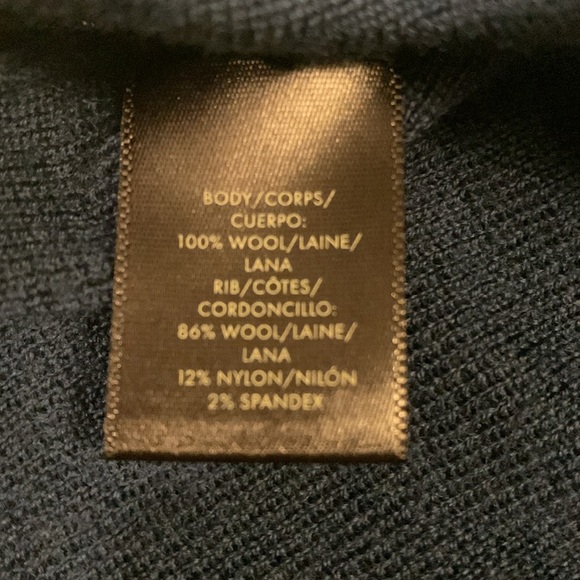 BODY/CORPS/
CUERPO:
100% WOOL/LAINE/
LANA
RIB/CÔTES/
CORDONCILLO:
86% WOOL/LAINE/
LANA
12% NYLON/NILÓN
2% SPANDEX